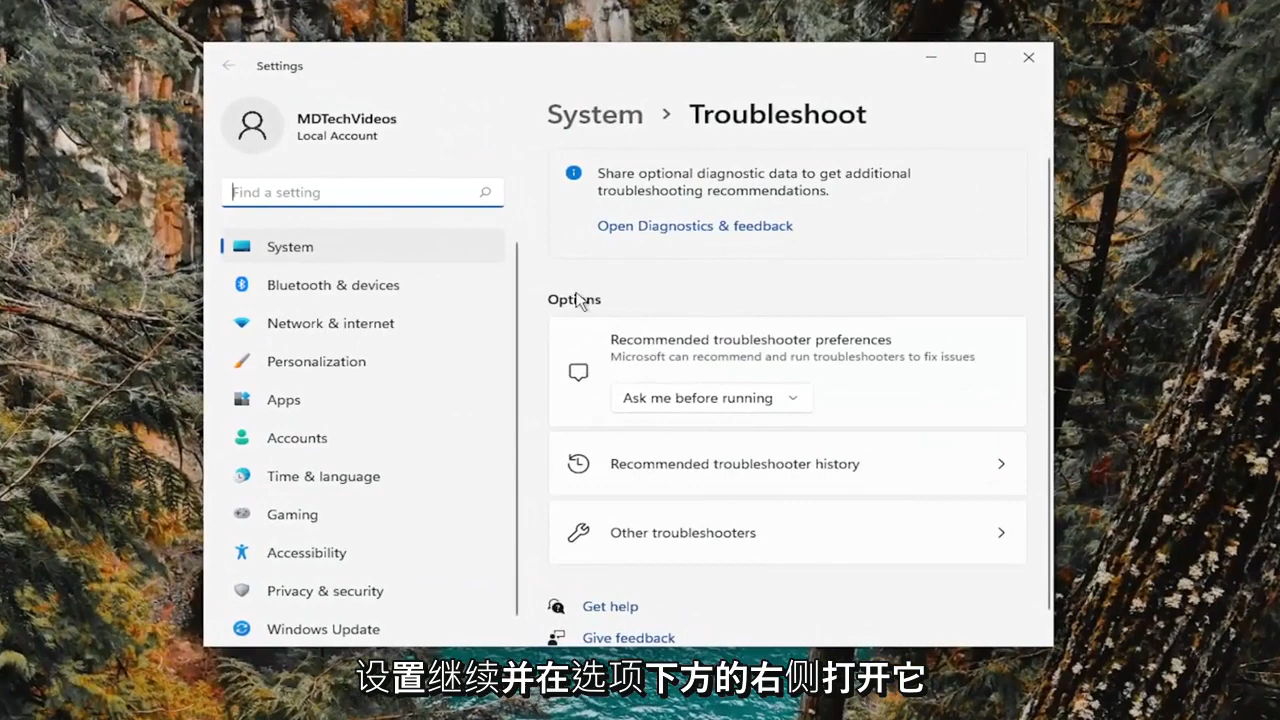 Settings
MDTechVideos
Local Account
Find a setting
System
Bluetooth & devices
Network & internet
Personalization
Apps
Accounts
Time & language
Gaming
Accessibility
Privacy & security
Windows Update
System › Troubleshoot
Share optional diagnostic data to get additional
troubleshooting recommendations.
Open Diagnostics & feedback
Options
Recommended troubleshooter preferences
Microsoft can recommend and run troubleshooters to fix issues
Ask me before running
Recommended troubleshooter history
Other troubleshooters
Get help
Give feedback
设置继续并在选项下方的右侧打开它